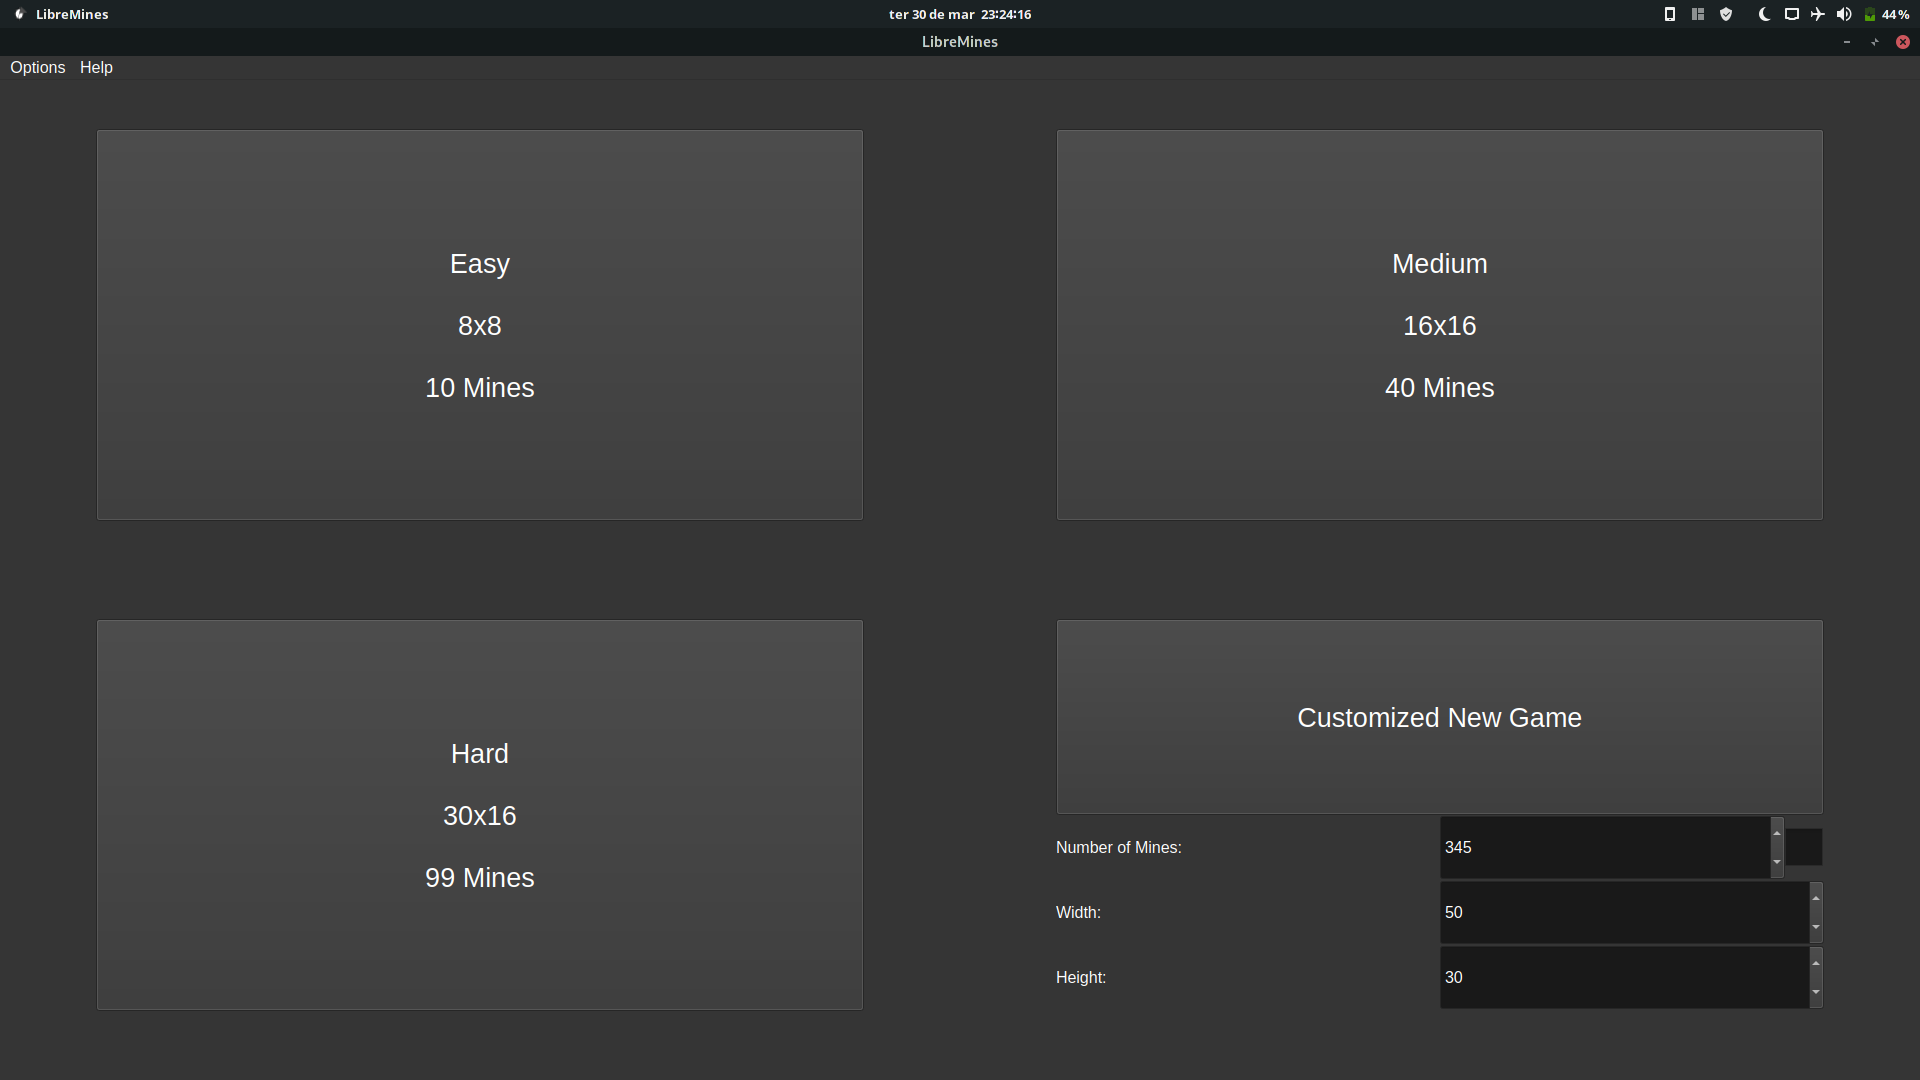 LibreMines
ter 30 de mar 23:24:16
44 %
LibreMines
Options Help
Easy
8x8
10 Mines
Medium
16x16
40 Mines
Hard
30x16
99 Mines
Customized New Game
Number of Mines: 345
Width: 50
Height: 30